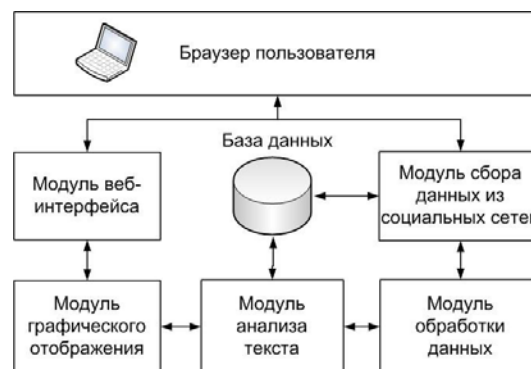 Браузер пользователя
База данных
Модуль веб-
интерфейса
Модуль сбора
данных из
социальных сетей
Модуль
графического
отображения
Модуль
анализа
текста
Модуль
обработки
данных